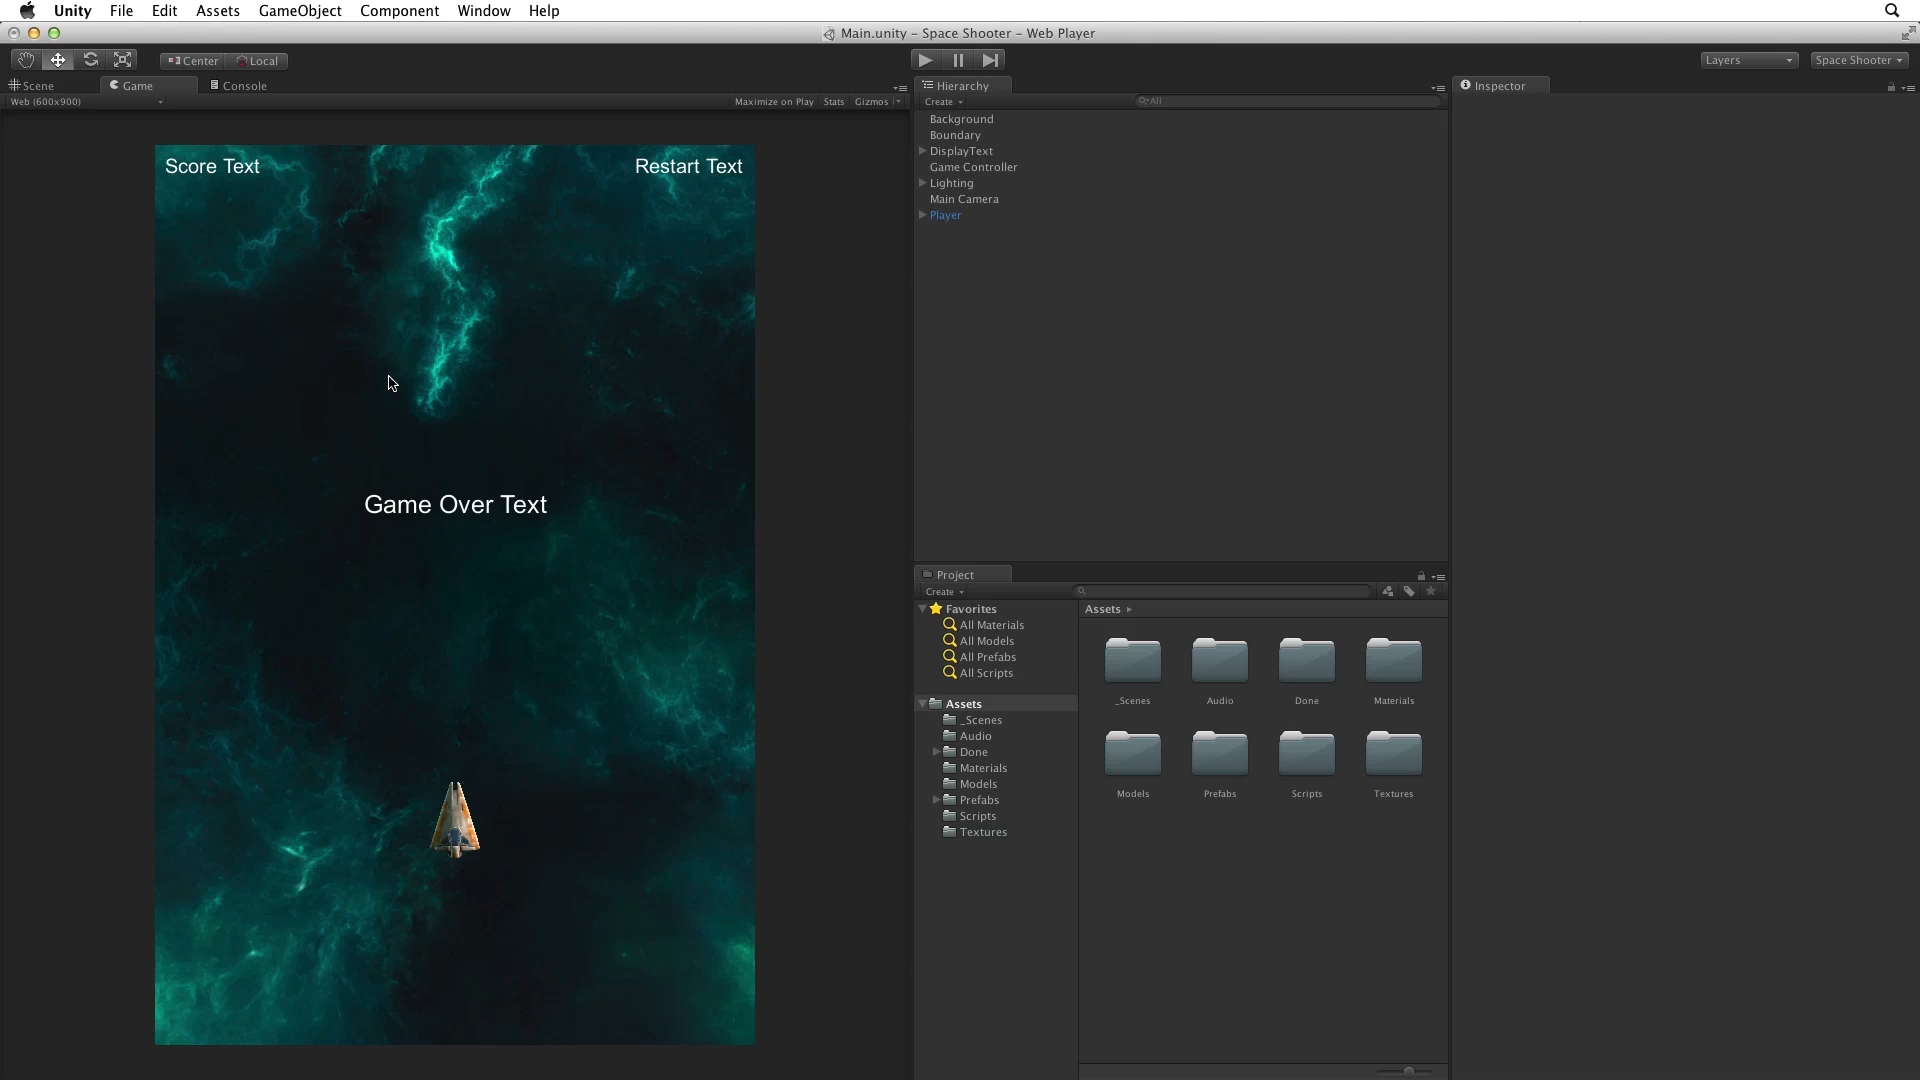 Unity File Edit Assets GameObject Component Window Help
Main.unity – Space Shooter – Web Player
Center Local
Layers Space Shooter
Scene Game Console
Web (600x900) Maximize on Play Stats Gizmos
Score Text Restart Text
Game Over Text
Hierarchy
Create All
Background
Boundary
DisplayText
Game Controller
Lighting
Main Camera
Player
Project
Create
Favorites
All Materials
All Models
All Prefabs
All Scripts
Assets
_Scenes
Audio
Done
Materials
Models
Prefabs
Scripts
Textures
Assets
_Scenes Audio Done Materials
Models Prefabs Scripts Textures
Inspector